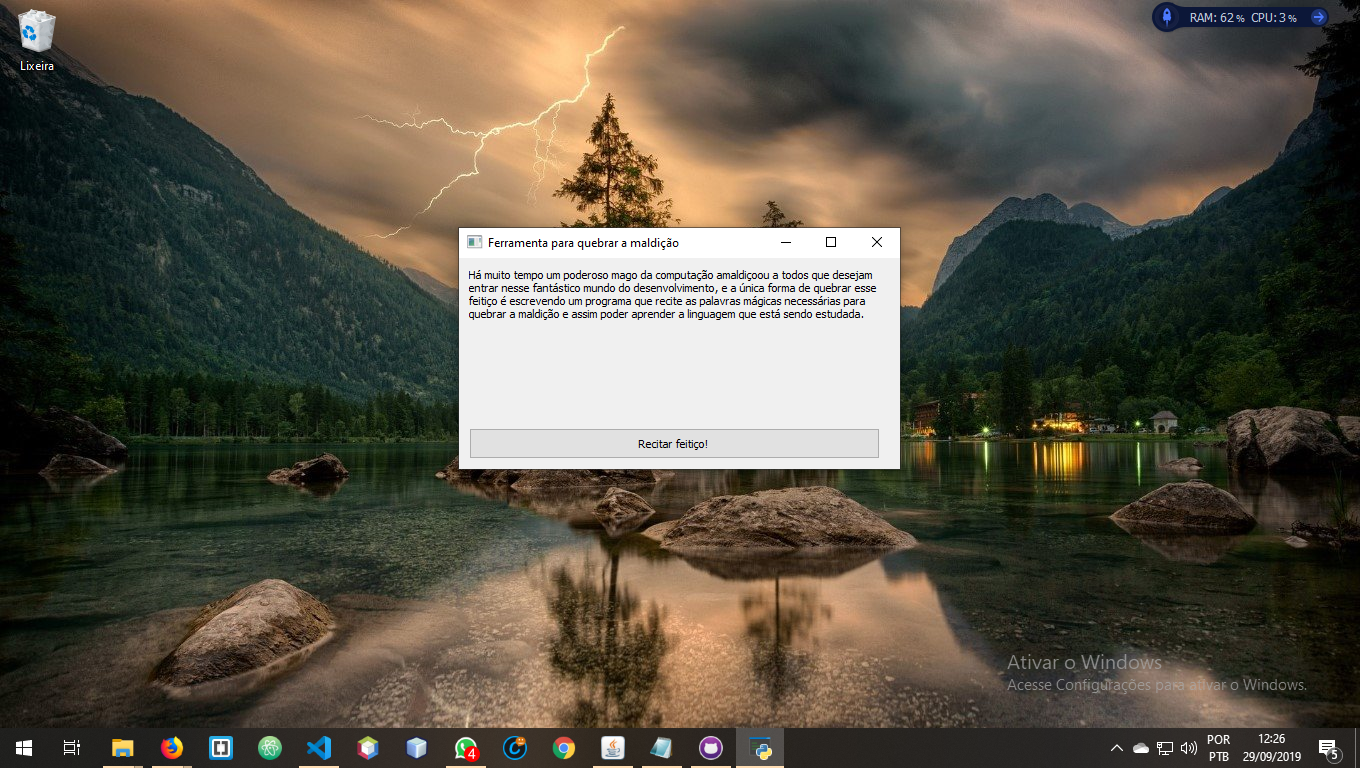 Lixeira
RAM: 62% CPU: 3%
Ferramenta para quebrar a maldição
Há muito tempo um poderoso mago da computação amaldiçoou a todos que desejam
entrar nesse fantástico mundo do desenvolvimento, e a única forma de quebrar esse
feitiço é escrevendo um programa que recite as palavras mágicas necessárias para
quebrar a maldição e assim poder aprender a linguagem que está sendo estudada.
Recitar feitiço!
Ativar o Windows
Acesse Configurações para ativar o Windows.
4
POR
PTB
12:26
29/09/2019
5